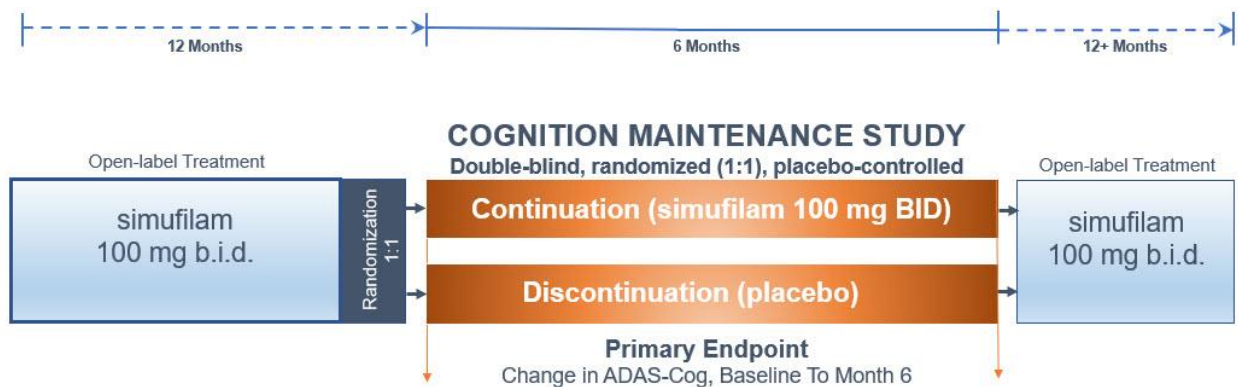 12 Months
6 Months
12+ Months
COGNITION MAINTENANCE STUDY
Double-blind, randomized (1:1), placebo-controlled
Open-label Treatment
simufilam
100 mg b.i.d.
Randomization
1:1
Continuation (simufilam 100 mg BID)
Discontinuation (placebo)
Open-label Treatment
simufilam
100 mg b.i.d.
Primary Endpoint
Change in ADAS-Cog, Baseline To Month 6